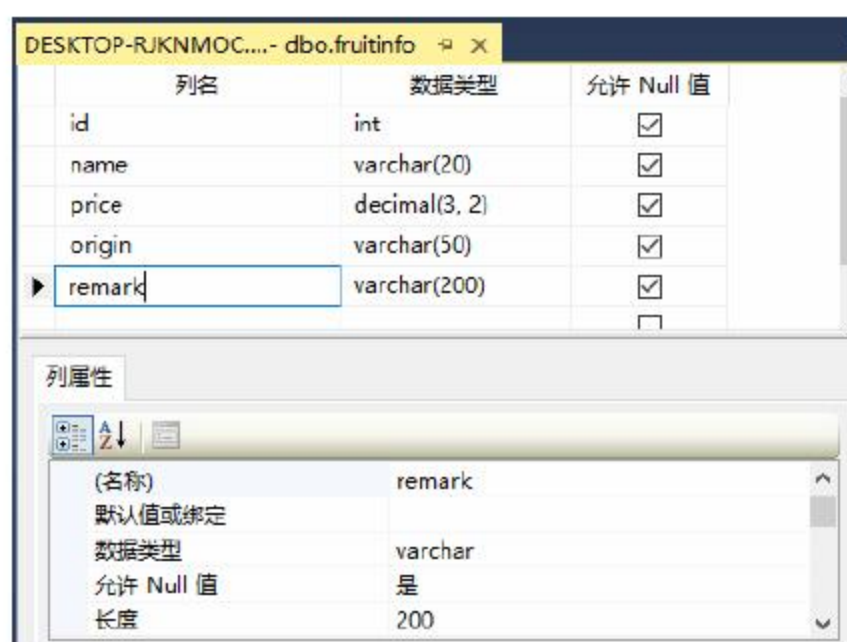 DESKTOP-RJKNMOC....- dbo.fruitinfo
列名 数据类型 允许 Null 值
id int
name varchar(20)
price decimal(3, 2)
origin varchar(50)
remark varchar(200)
列属性
(名称) remark
默认值或绑定
数据类型 varchar
允许 Null 值 是
长度 200